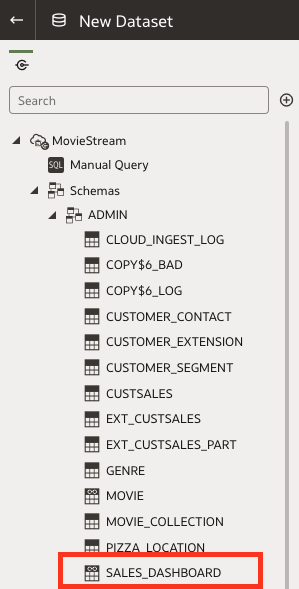 New Dataset
Search
MovieStream
SQL Manual Query
Schemas
ADMIN
CLOUD_INGEST_LOG
COPY$6_BAD
COPY$6_LOG
CUSTOMER_CONTACT
CUSTOMER_EXTENSION
CUSTOMER_SEGMENT
CUSTSALES
EXT_CUSTSALES
EXT_CUSTSALES_PART
GENRE
MOVIE
MOVIE_COLLECTION
PIZZA_LOCATION
SALES_DASHBOARD